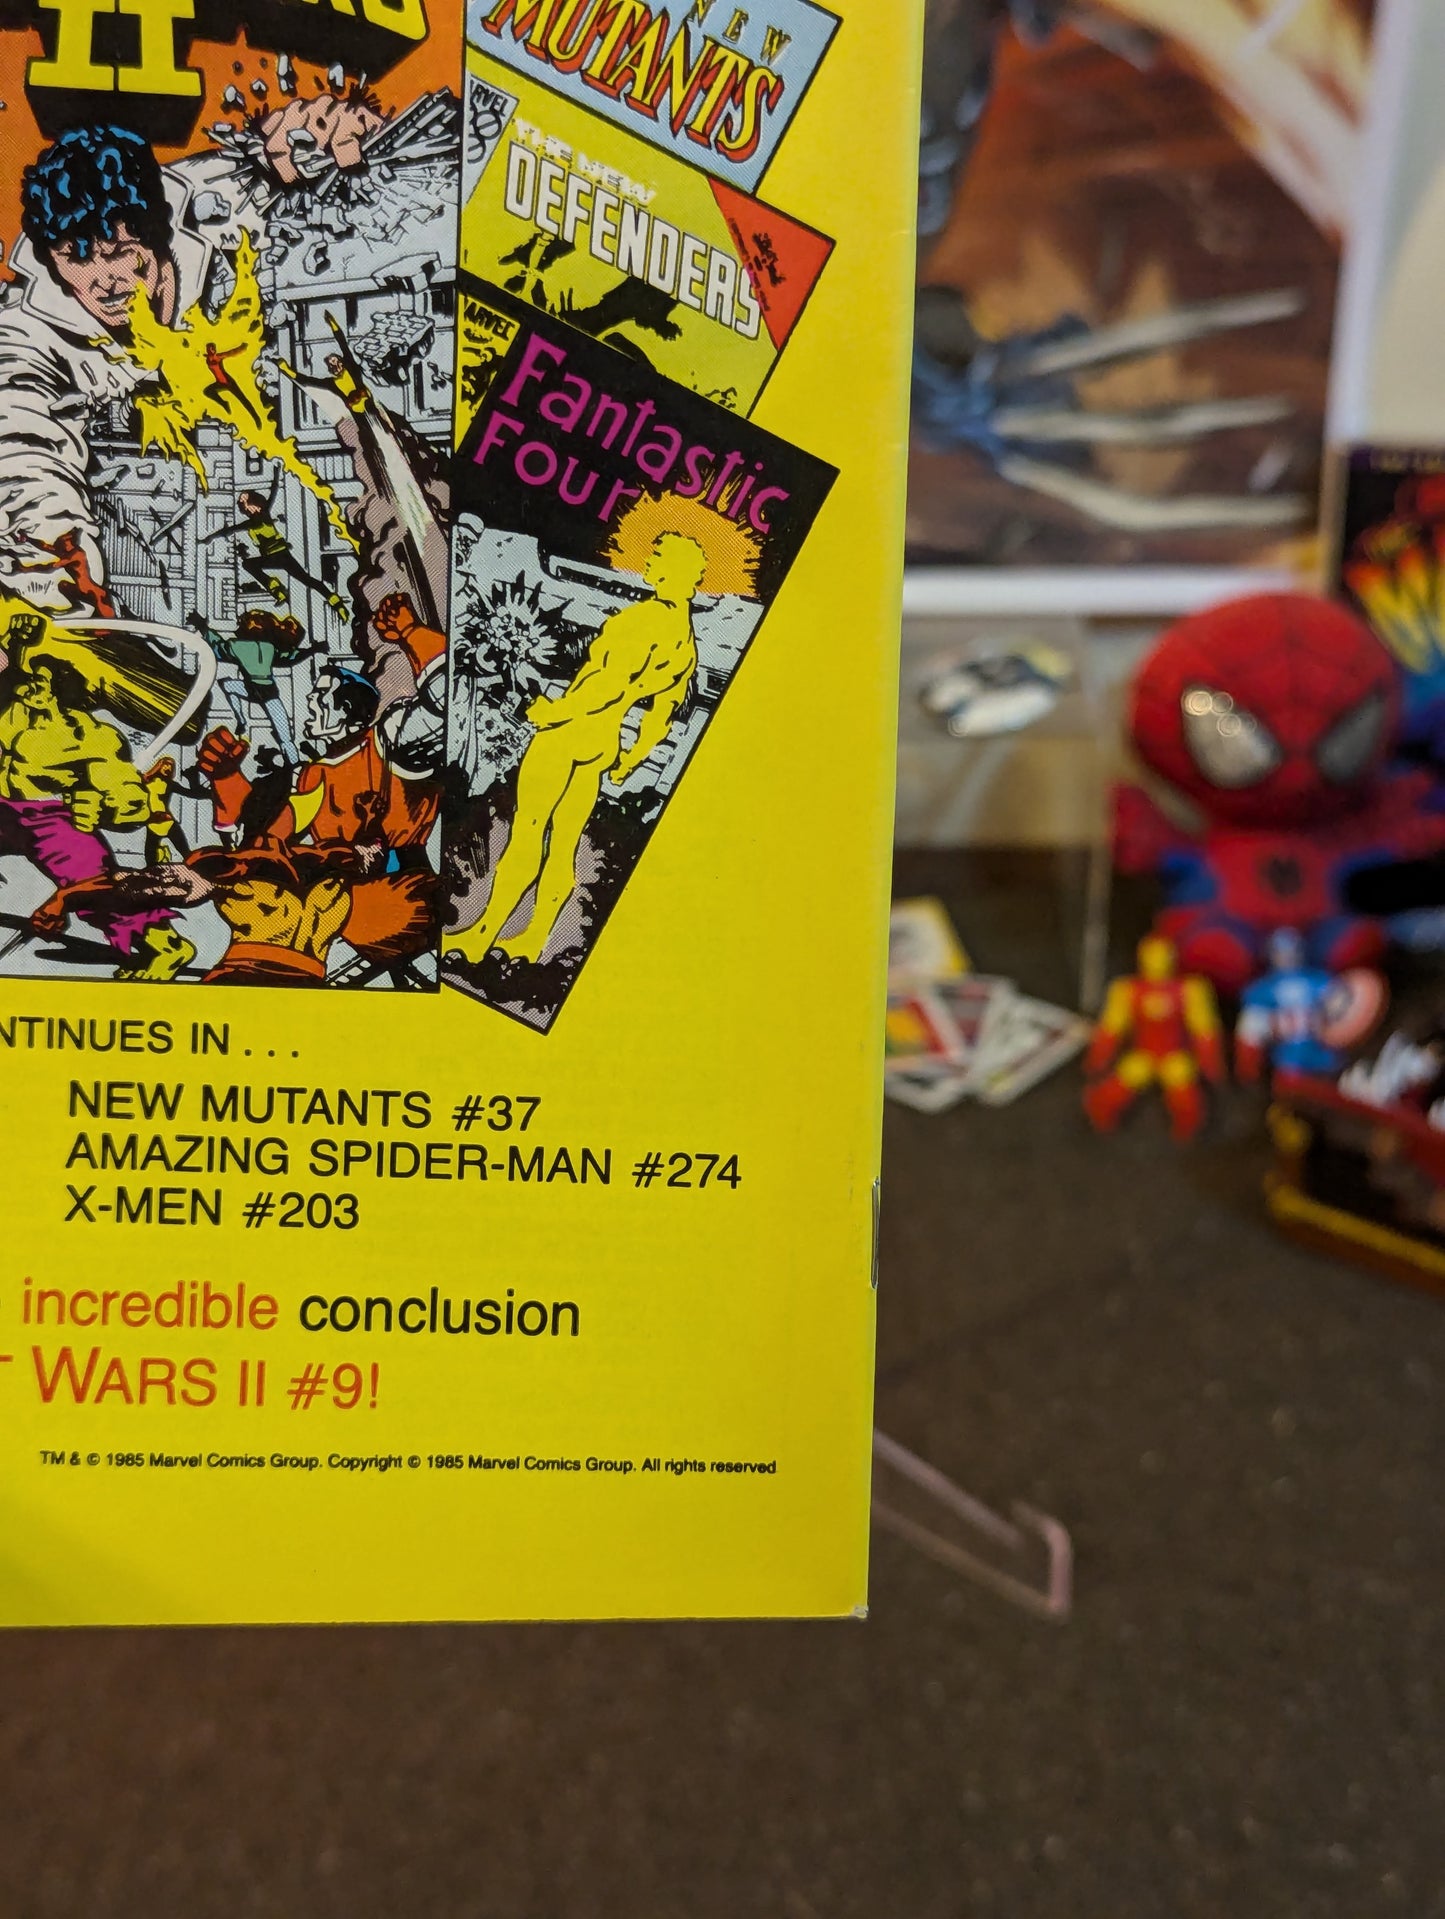 II
NEW
MUTANTS
THE NEW
DEFENDERS
Fantastic
Four
NTINUES IN...
NEW MUTANTS #37
AMAZING SPIDER-MAN #274
X-MEN #203
incredible conclusion
WARS II #9!
TM & © 1985 Marvel Comics Group. Copyright © 1985 Marvel Comics Group. All rights reserved